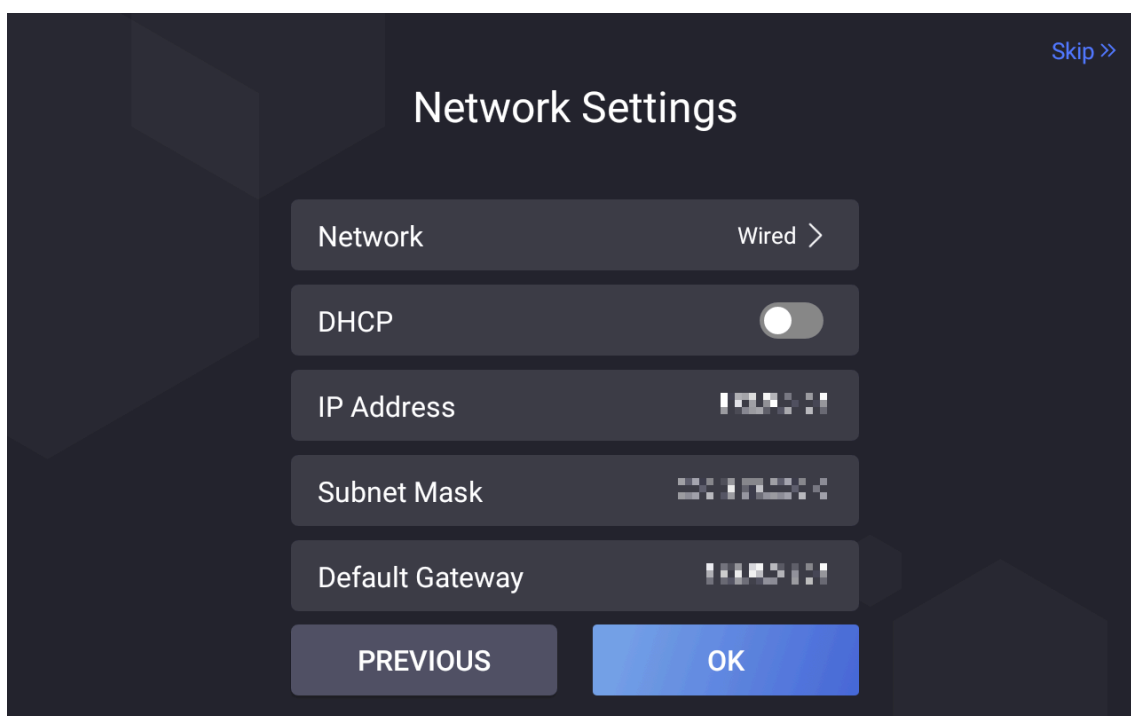 Skip »
Network Settings
Network Wired >
DHCP
IP Address
Subnet Mask
Default Gateway
PREVIOUS OK